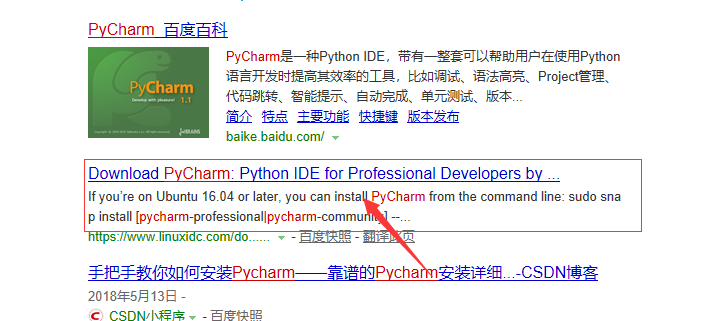 PyCharm_百度百科
PyCharm
1.1
Develop with pleasure!
PyCharm是一种Python IDE，带有一整套可以帮助用户在使用Python
语言开发时提高其效率的工具，比如调试、语法高亮、Project管理、
代码跳转、智能提示、自动完成、单元测试、版本...
简介 特点 主要功能 快捷键 版本发布
baike.baidu.com/
Download PyCharm: Python IDE for Professional Developers by ...
If you're on Ubuntu 16.04 or later, you can install PyCharm from the command line: sudo sna
p install [pycharm-professional|pycharm-community] --...
https://www.linuxidc.com/do...... - 百度快照 - 翻译此页
手把手教你如何安装Pycharm——靠谱的Pycharm安装详细...-CSDN博客
2018年5月13日 -
CSDN小程序 - 百度快照